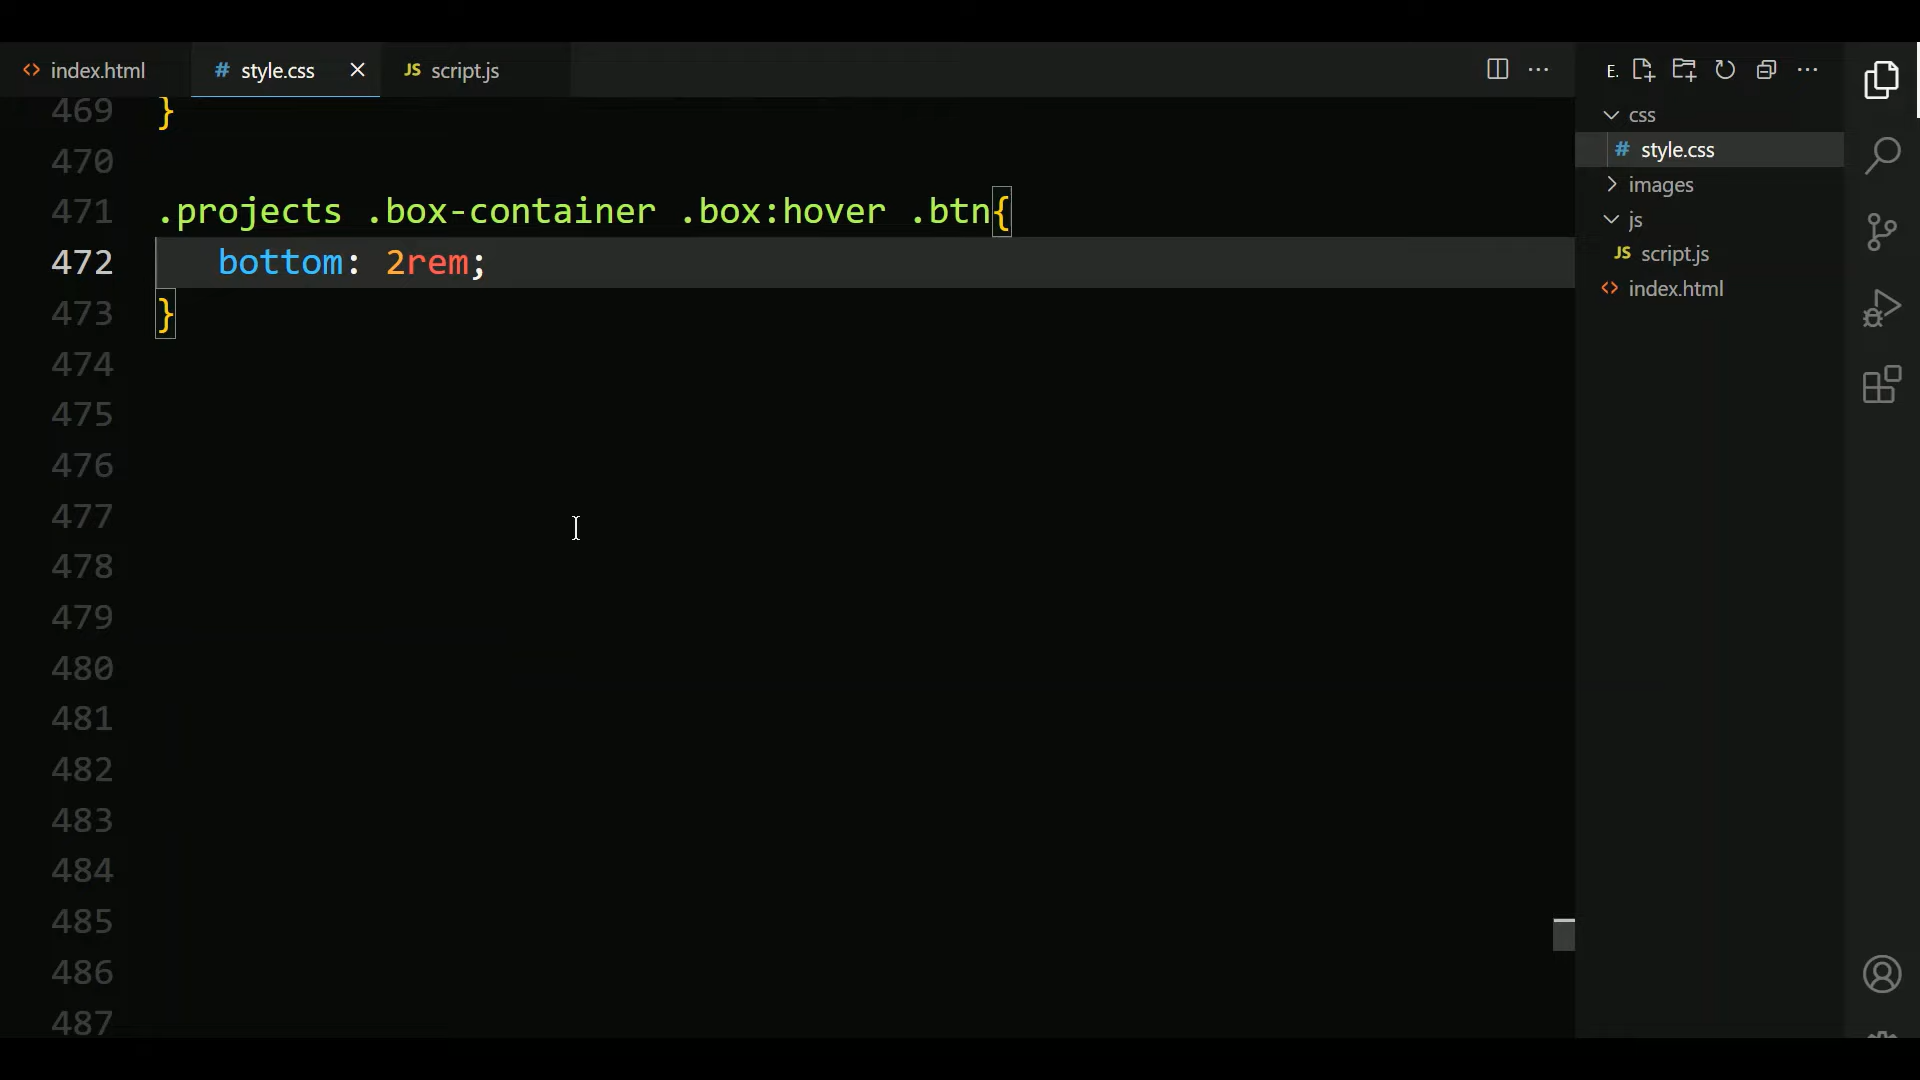 index.html
style.css
JS script.js
469 }
470
471 .projects .box-container .box:hover .btn{
472 bottom: 2rem;
473 }
474
475
476
477
478
479
480
481
482
483
484
485
486
487
E.
css
# style.css
images
js
JS script.js
index.html